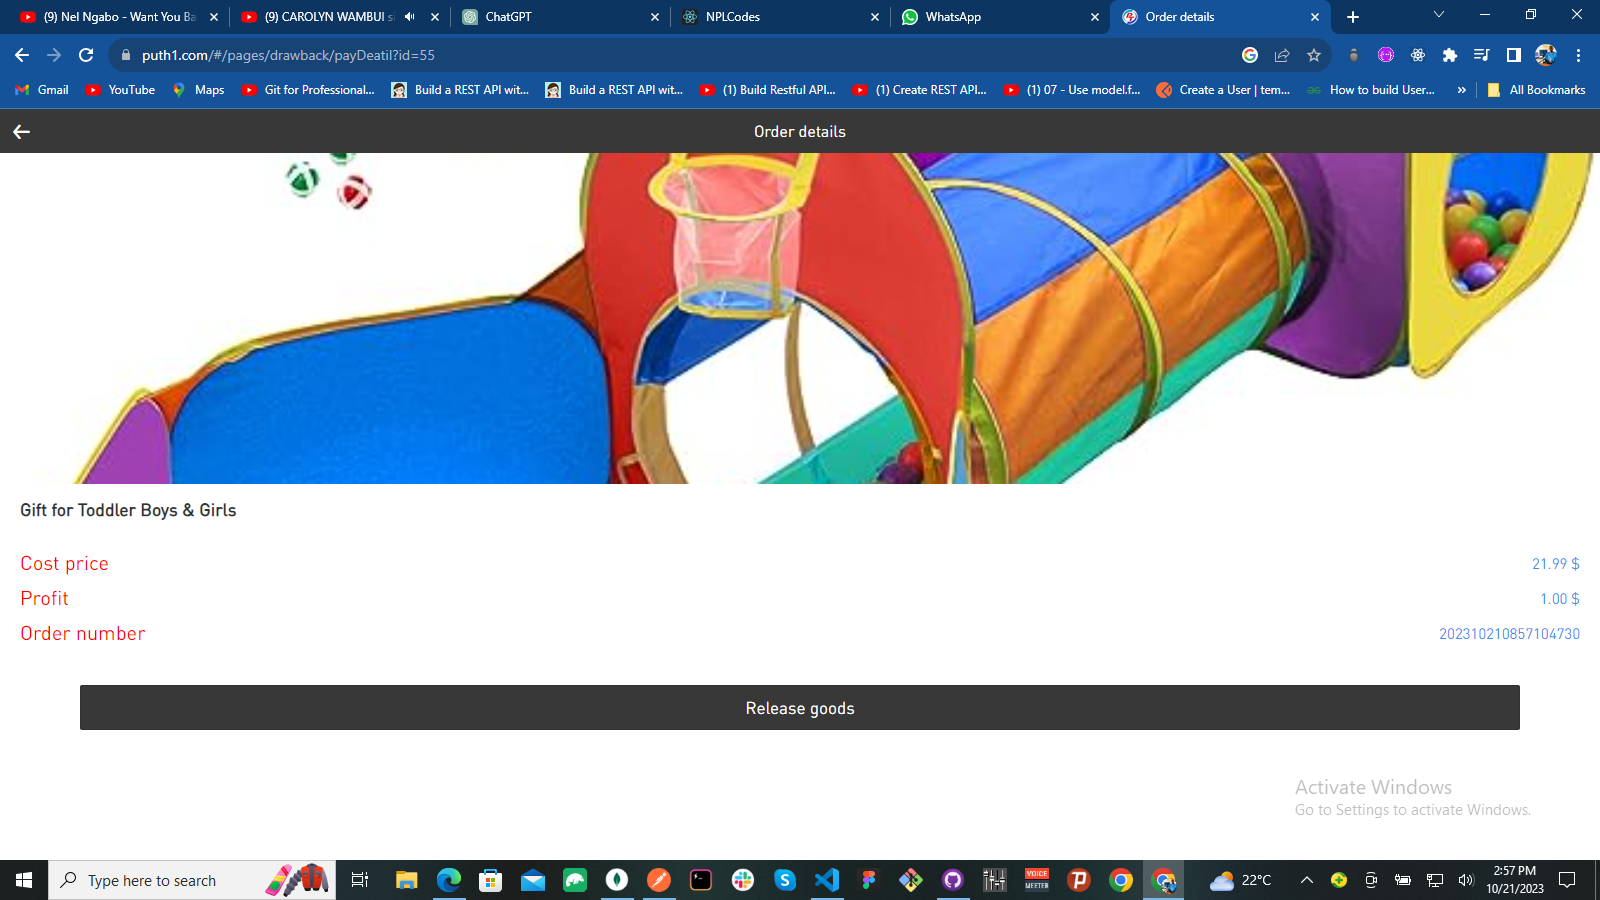 (9) Nel Ngabo - Want You Ba
(9) CAROLYN WAMBUI si
ChatGPT
NPLCodes
WhatsApp
Order details
puth1.com/#/pages/drawback/payDeatil?id=55
Gmail
YouTube
Maps
Git for Professional...
Build a REST API wit...
Build a REST API wit...
(1) Build Restful API...
(1) Create REST API...
(1) 07 - Use model.f...
Create a User | tem...
How to build User...
»
All Bookmarks
Order details
Gift for Toddler Boys & Girls
Cost price 21.99 $
Profit 1.00 $
Order number 202310210857104730
Release goods
Activate Windows
Go to Settings to activate Windows.
Type here to search
VOICE
MEETER
22°C
2:57 PM
10/21/2023